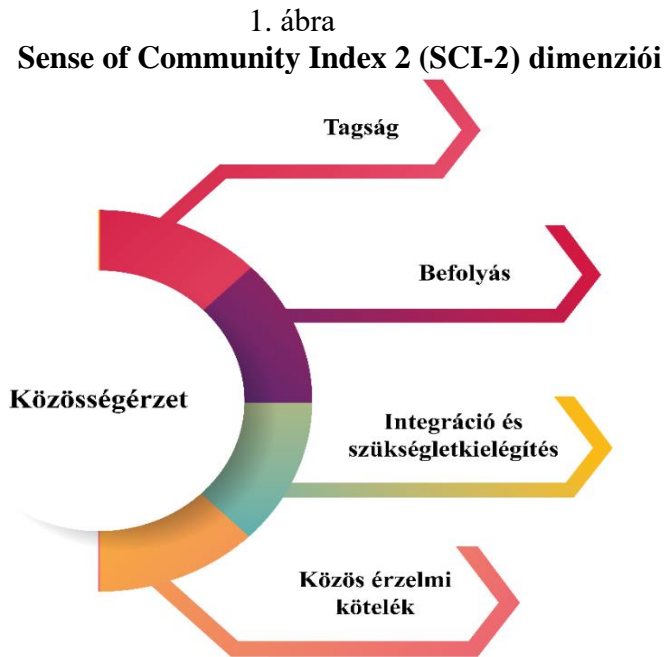 1. ábra
Sense of Community Index 2 (SCI-2) dimenziói
Tagság
Befolyás
Közösségérzet
Integráció és
szükségletkielégítés
Közös érzelmi
kötelék